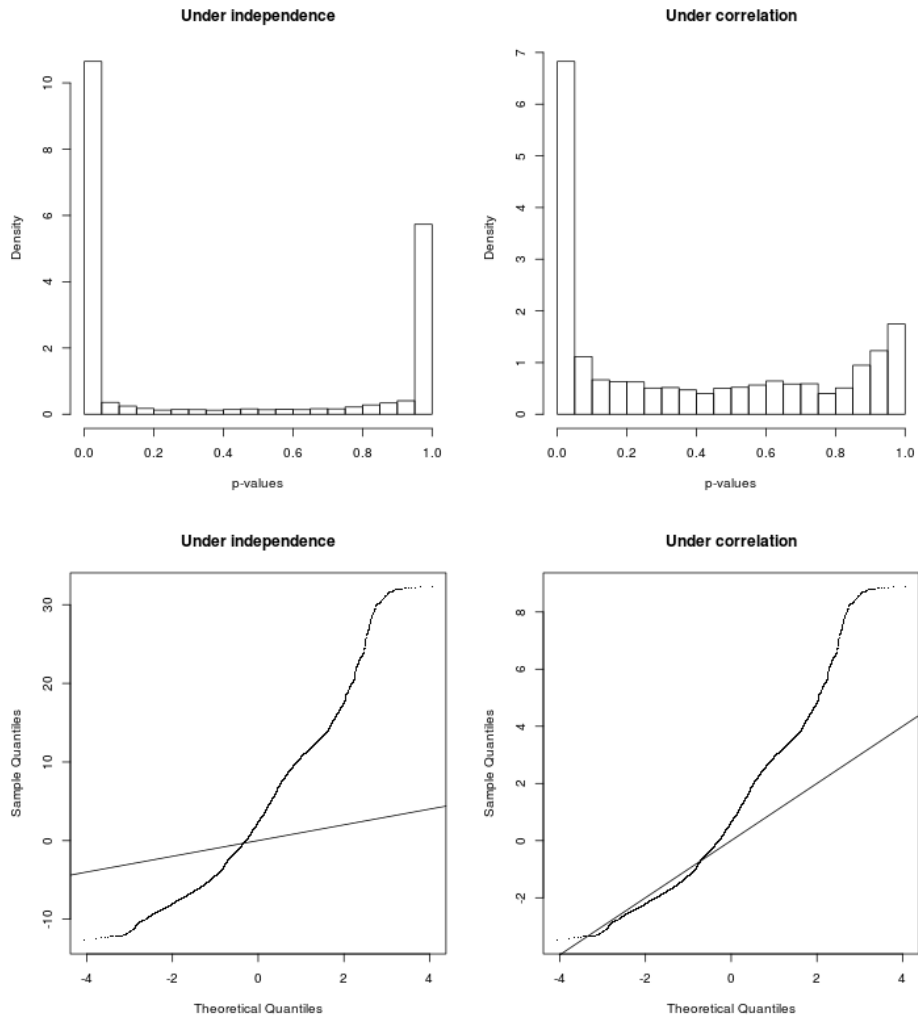 Under independence
Under correlation
Density
0 2 4 6 8 10
0.0 0.2 0.4 0.6 0.8 1.0
p-values
Density
0 1 2 3 4 5 6 7
0.0 0.2 0.4 0.6 0.8 1.0
p-values
Under independence
Under correlation
Sample Quantiles
-10 0 10 20 30
-4 -2 0 2 4
Theoretical Quantiles
Sample Quantiles
-2 0 2 4 6 8
-4 -2 0 2 4
Theoretical Quantiles